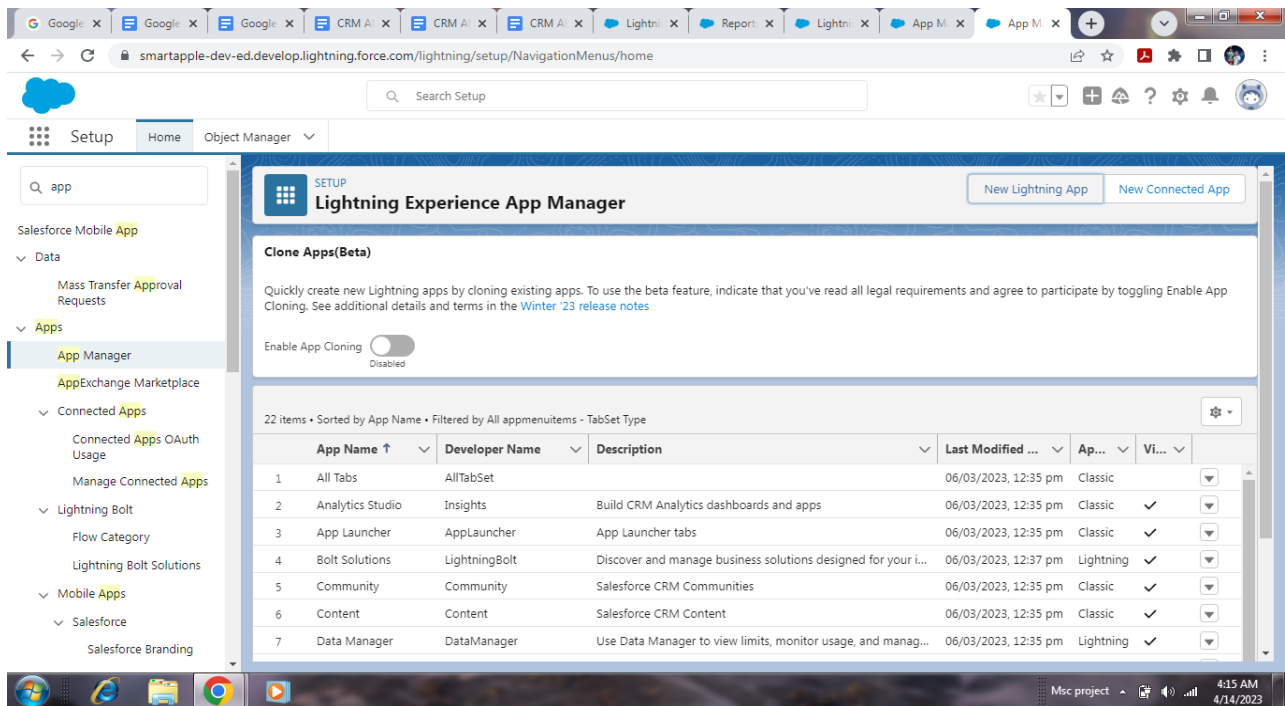 Google
Google
Google
CRM A
CRM A
CRM A
Lightni
Report
Lightni
App M
App M
smartapple-dev-ed.develop.lightning.force.com/lightning/setup/NavigationMenus/home
Search Setup
Setup
Home
Object Manager
app
Salesforce Mobile App
Data
Mass Transfer Approval
Requests
Apps
App Manager
AppExchange Marketplace
Connected Apps
Connected Apps OAuth
Usage
Manage Connected Apps
Lightning Bolt
Flow Category
Lightning Bolt Solutions
Mobile Apps
Salesforce
Salesforce Branding
SETUP
Lightning Experience App Manager
New Lightning App
New Connected App
Clone Apps(Beta)
Quickly create new Lightning apps by cloning existing apps. To use the beta feature, indicate that you've read all legal requirements and agree to participate by toggling Enable App
Cloning. See additional details and terms in the Winter '23 release notes
Enable App Cloning
Disabled
22 items • Sorted by App Name • Filtered by All appmenuitems - TabSet Type
App Name ↑ Developer Name Description Last Modified ... Ap... Vi...
1 All Tabs AllTabSet 06/03/2023, 12:35 pm Classic
2 Analytics Studio Insights Build CRM Analytics dashboards and apps 06/03/2023, 12:35 pm Classic
3 App Launcher AppLauncher App Launcher tabs 06/03/2023, 12:35 pm Classic
4 Bolt Solutions LightningBolt Discover and manage business solutions designed for your i... 06/03/2023, 12:37 pm Lightning
5 Community Community Salesforce CRM Communities 06/03/2023, 12:35 pm Classic
6 Content Content Salesforce CRM Content 06/03/2023, 12:35 pm Classic
7 Data Manager DataManager Use Data Manager to view limits, monitor usage, and manag... 06/03/2023, 12:35 pm Lightning
Msc project
4:15 AM
4/14/2023